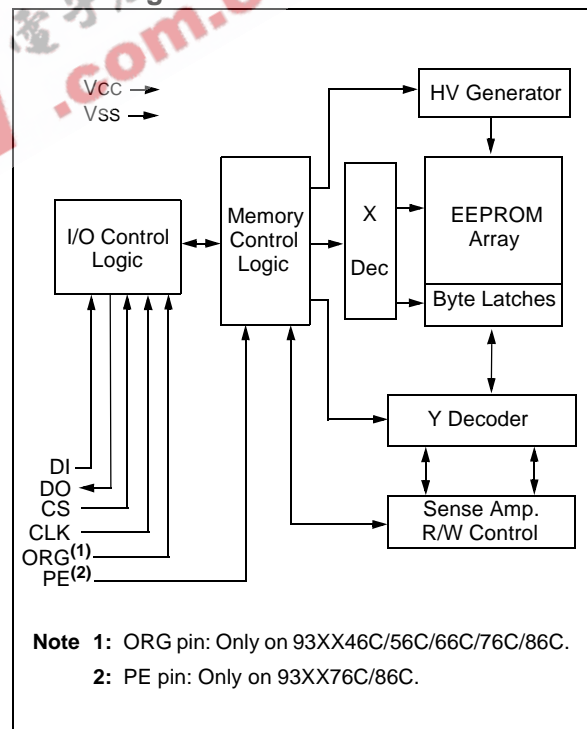 Vcc
Vss
HV Generator
I/O Control
Logic
Memory
Control
Logic
X
Dec
EEPROM
Array
Byte Latches
Y Decoder
Sense Amp.
R/W Control
DI
DO
CS
CLK
ORG(1)
PE(2)
Note 1: ORG pin: Only on 93XX46C/56C/66C/76C/86C.
2: PE pin: Only on 93XX76C/86C.
.com.cn